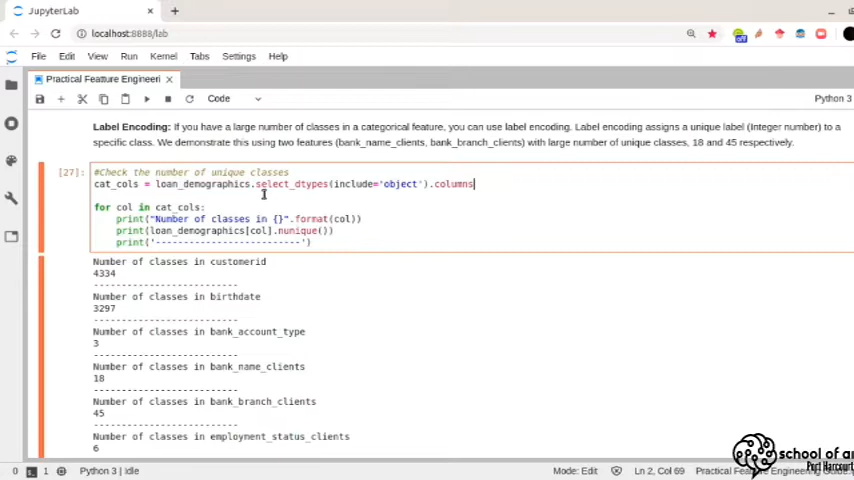 JupyterLab
localhost:8888/lab
off
File Edit View Run Kernel Tabs Settings Help
Practical Featture Engineeri
Code
Python 3
Label Encoding: If you have a large number of classes in a categorical feature, you can use label encoding. Label encoding assigns a unique label (Integer number) to a
specific class. We demonstrate this using two features (bank_name_clients, bank_branch_clients) with large number of unique classes, 18 and 45 respectively.
[27]: #Check the number of unique classes
cat_cols = loan_demographics.select_dtypes(include='object').columns
for col in cat_cols:
print("Number of classes in {}".format(col))
print(loan_demographics[col].nunique())
print('--------------------------')
Number of classes in customerid
4334
--------------------------
Number of classes in birthdate
3297
--------------------------
Number of classes in bank_account_type
3
--------------------------
Number of classes in bank_name_clients
18
--------------------------
Number of classes in bank_branch_clients
45
--------------------------
Number of classes in employment_status_clients
6
school of a
Port Harcourt
0 1 Python 3 | Idle Mode: Edit Ln 2, Col 69 Practical Engineering